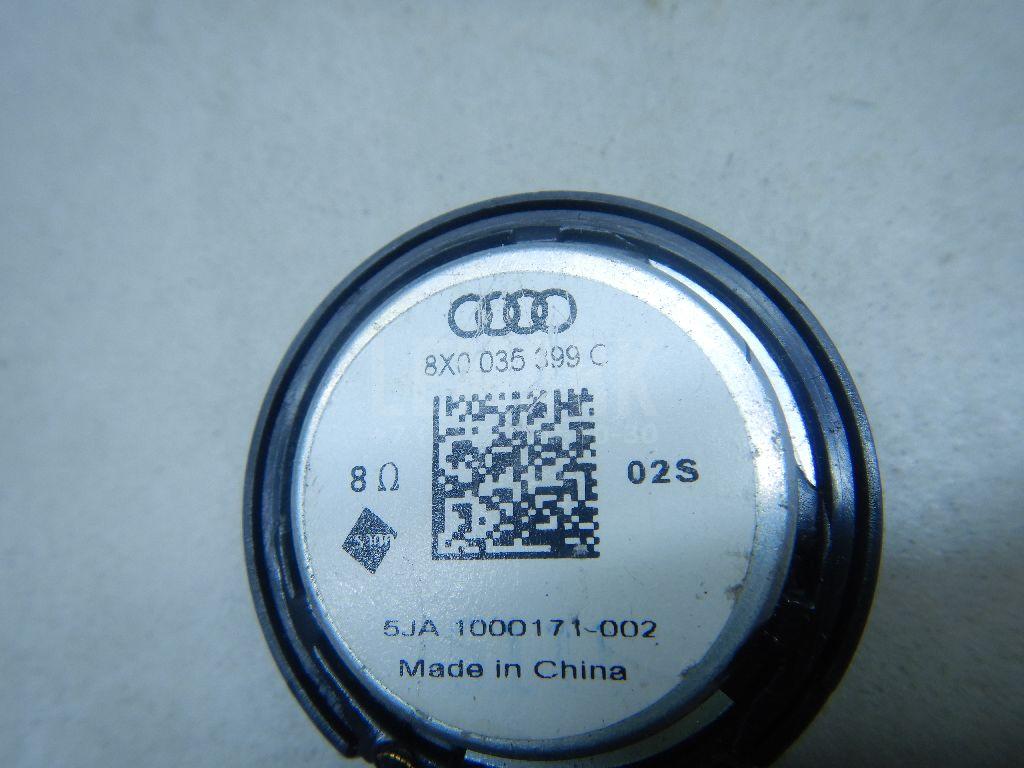 8X0 035 399 C
8 Ω
02S
5JA 1000171-002
Made in China